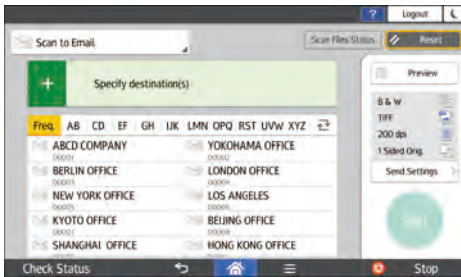 ? Logout
Scan to Email Scan Files Status Reset
+ Specify destination(s) Preview
B & W
TIFF
200 dpi
1 Sided Orig.
Send Settings
Freq. AB CD EF GH IJK LMN OPQ RST UVW XYZ
ABCD COMPANY YOKOHAMA OFFICE
00001 00002
BERLIN OFFICE LONDON OFFICE
NEW YORK OFFICE LOS ANGELES
KYOTO OFFICE BEIJING OFFICE
SHANGHAI OFFICE HONG KONG OFFICE
Check Status Stop